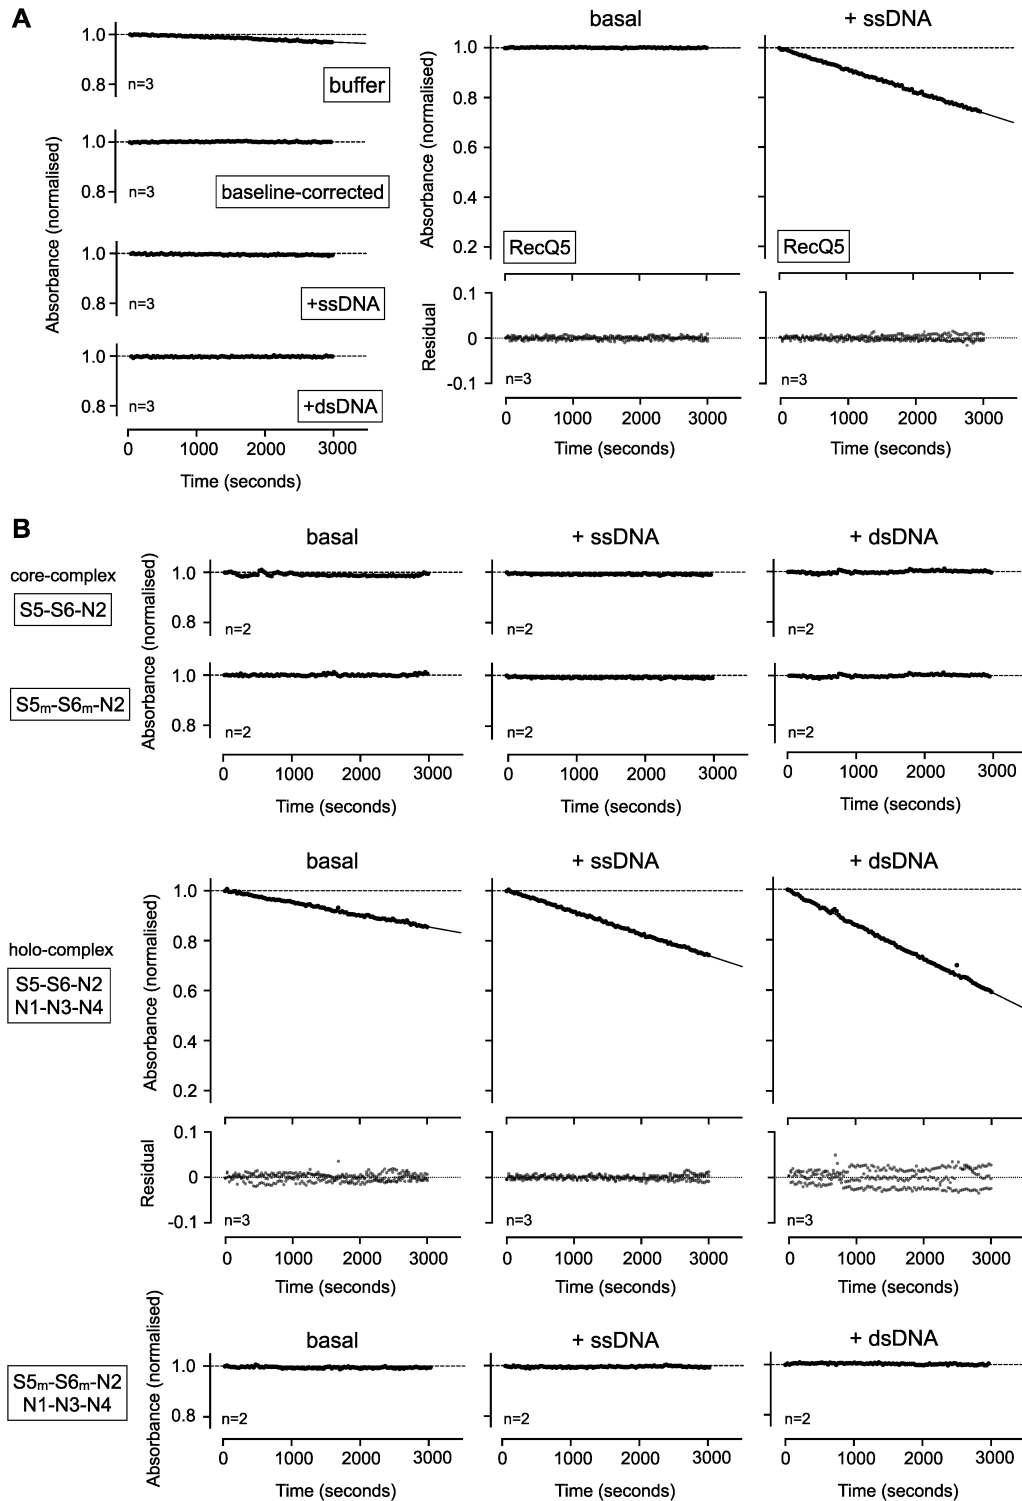 A
1.0
0.8
n=3
buffer
1.0
0.8
n=3
baseline-corrected
1.0
0.8
n=3
+ssDNA
1.0
0.8
n=3
+dsDNA
Absorbance (normalised)
0 1000 2000 3000
Time (seconds)
basal
Absorbance (normalised)
1.0
0.8
0.6
0.4
0.2
RecQ5
Residual
0.1
0
-0.1
n=3
0 1000 2000 3000
Time (seconds)
+ ssDNA
RecQ5
n=3
0 1000 2000 3000
Time (seconds)
B
basal + ssDNA + dsDNA
core-complex
S5-S6-N2
Absorbance (normalised)
1.0
0.8
n=2
n=2
n=2
S5m-S6m-N2
1.0
0.8
n=2
n=2
n=2
0 1000 2000 3000
0 1000 2000 3000
0 1000 2000 3000
Time (seconds)
Time (seconds)
Time (seconds)
basal + ssDNA + dsDNA
holo-complex
S5-S6-N2
N1-N3-N4
Absorbance (normalised)
1.0
0.8
0.6
0.4
0.2
Residual
0.1
0
-0.1
n=3
n=3
n=3
0 1000 2000 3000
0 1000 2000 3000
0 1000 2000 3000
Time (seconds)
Time (seconds)
Time (seconds)
basal + ssDNA + dsDNA
S5m-S6m-N2
N1-N3-N4
Absorbance (normalised)
1.0
0.8
n=2
n=2
n=2
0 1000 2000 3000
0 1000 2000 3000
0 1000 2000 3000
Time (seconds)
Time (seconds)
Time (seconds)